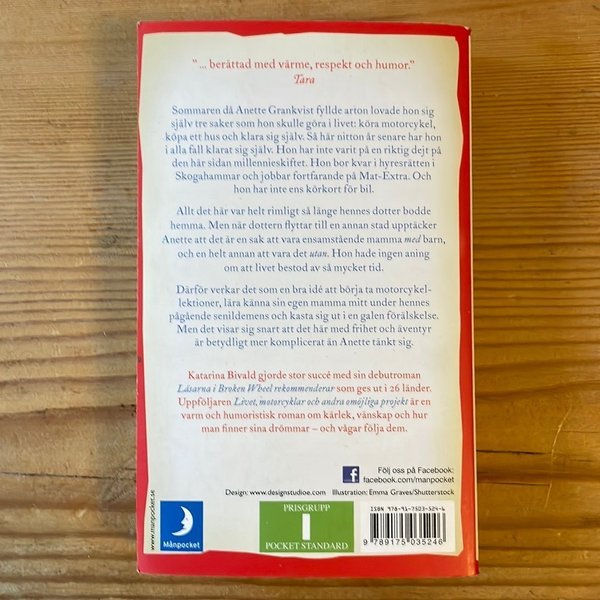 ” ... berättad med värme, respekt och humor.”
Tara
Sommaren då Anette Grankvist fyllde arton lovade hon sig
själv tre saker som hon skulle göra i livet: köra motorcykel,
köpa ett hus och klara sig själv. Så här nitton år senare har hon
i alla fall klarat sig själv. Hon har inte varit på en riktig dejt på
den här sidan millennieskiftet. Hon bor kvar i hyresrätten i
Skogahammar och jobbar fortfarande på Mat-Extra. Och
hon har inte ens körkort för bil.
Allt det här var helt rimligt så länge hennes dotter bodde
hemma. Men när dottern flyttar till en annan stad upptäcker
Anette att det är en sak att vara ensamstående mamma med barn,
och en helt annan att vara det utan. Hon hade ingen aning
om att livet bestod av så mycket tid.
Därför verkar det som en bra idé att börja ta motorcykel-
lektioner, lära känna sin egen mamma mitt under hennes
pågående senildemens och kasta sig ut i en galen förälskelse.
Men det visar sig snart att det här med frihet och äventyr
är betydligt mer komplicerat än Anette tänkt sig.
Katarina Bivald gjorde stor succé med sin debutroman
Läsarna i Broken Wheel rekommenderar som ges ut i 26 länder.
Uppföljaren Livet, motorcyklar och andra omöjliga projekt är en
varm och humoristisk roman om kärlek, vänskap och hur
man finner sina drömmar – och vågar följa dem.
Följ oss på Facebook:
facebook.com/manpocket
Design: www.designstudioe.com Illustration: Emma Graves/Shutterstock
www.manpocket.se
Månpocket
PRISGRUPP
1
POCKET STANDARD
ISBN 978-91-7503-524-6
9 789175 035246